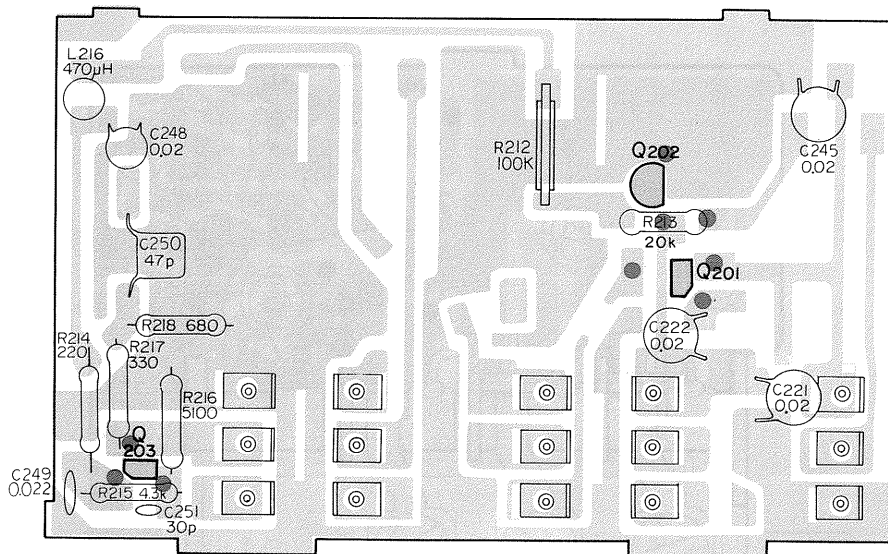 L216
470µH
C248
0.02
R212
100K
Q202
C245
0.02
R213
20k
C250
47p
Q201
R218 680
C222
0.02
R214
220
R217
330
R216
5100
C221
0.02
Q
203
C249
0.022
R215 4.3k
C251
30p